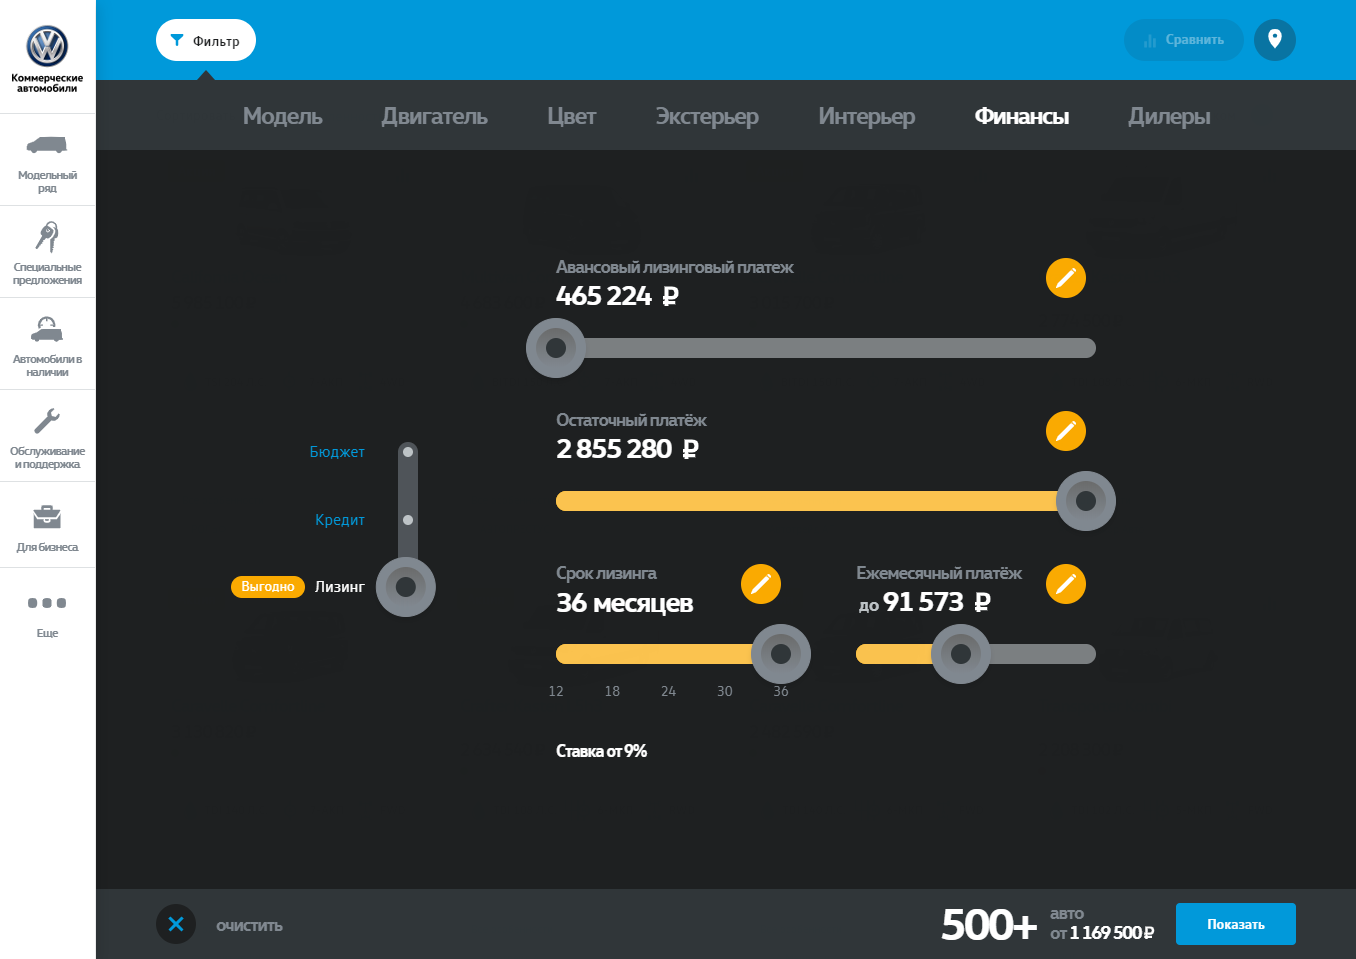 Коммерческие
автомобили
Модельный
ряд
Специальные
предложения
Автомобили в
наличии
Обслуживание
и поддержка
Для бизнеса
Еще
Фильтр
Сравнить
Модель Двигатель Цвет Экстерьер Интерьер Финансы Дилеры
Бюджет
Кредит
Выгодно Лизинг
Авансовый лизинговый платеж
465 224 ₽
Остаточный платёж
2 855 280 ₽
Срок лизинга
36 месяцев
12 18 24 30 36
Ежемесячный платёж
до 91 573 ₽
Ставка от 9%
очистить
500+ авто
от 1 169 500 ₽
Показать